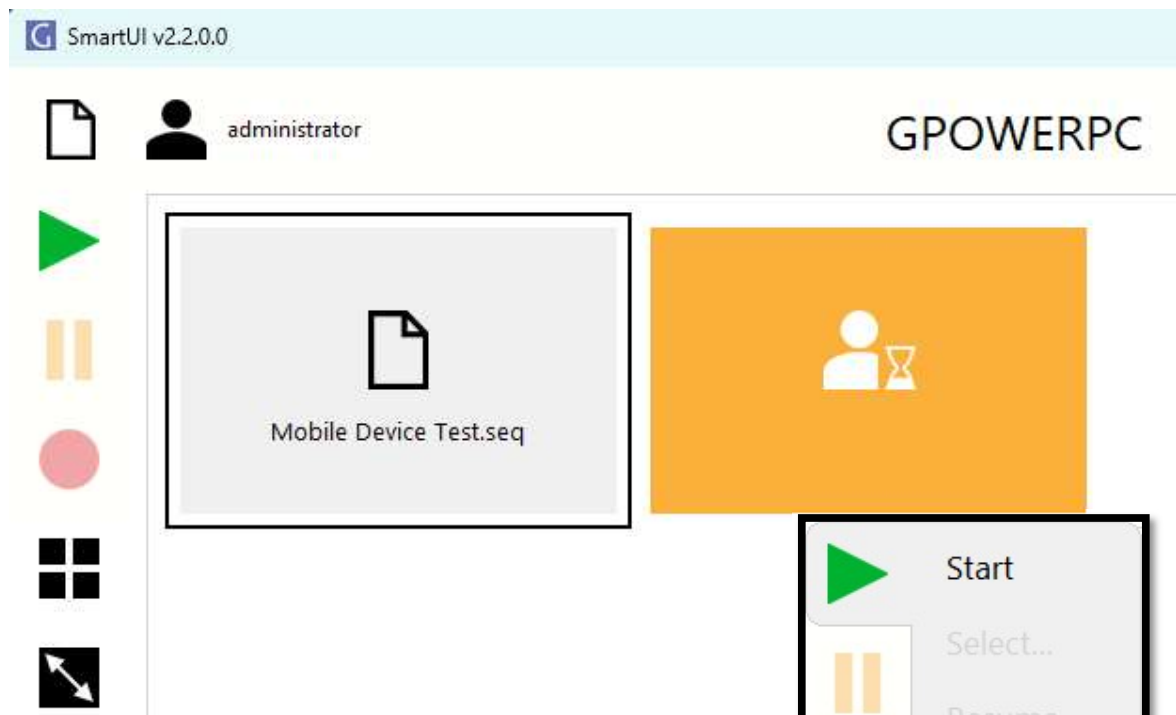 SmartUI v2.2.0.0
administrator
GPOWERPC
Mobile Device Test.seq
Start
Select...